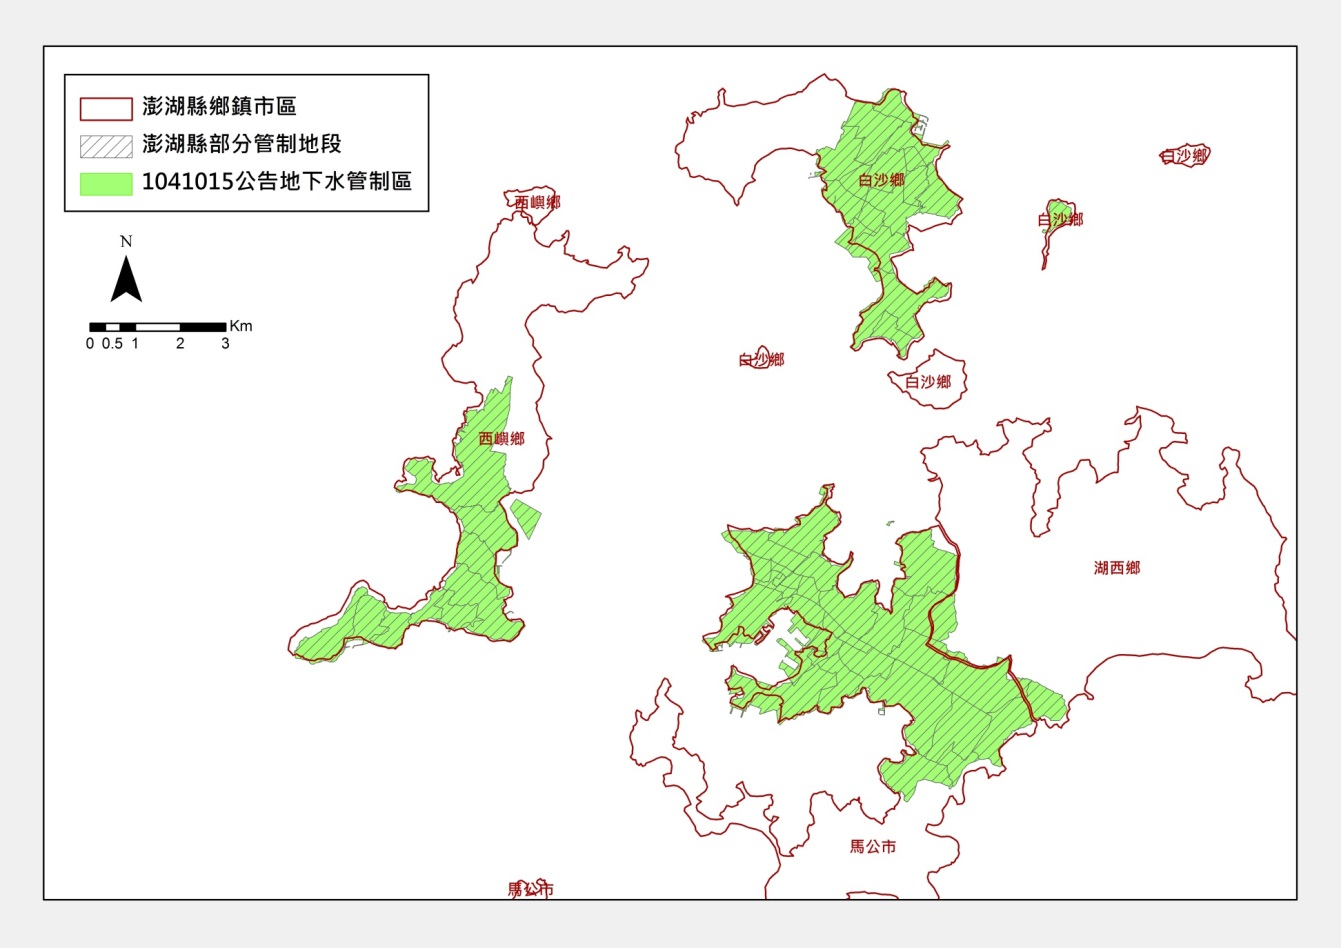 澎湖縣鄉鎮市區
澎湖縣部分管制地段
1041015公告地下水管制區
N
Km
0 0.5 1 2 3
白沙鄉
白沙鄉
西嶼鄉
白沙鄉
白沙鄉
白沙鄉
西嶼鄉
湖西鄉
馬公市
馬公市